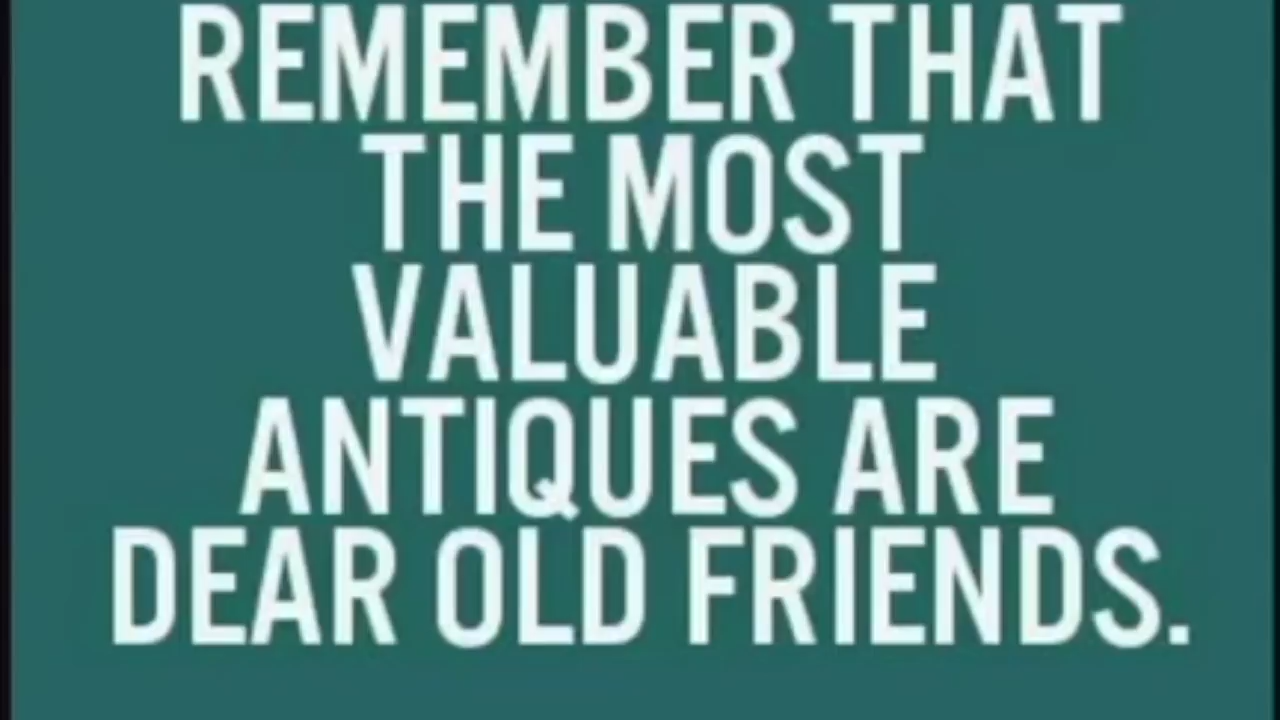 REMEMBER THAT
THE MOST
VALUABLE
ANTIQUES ARE
DEAR OLD FRIENDS.